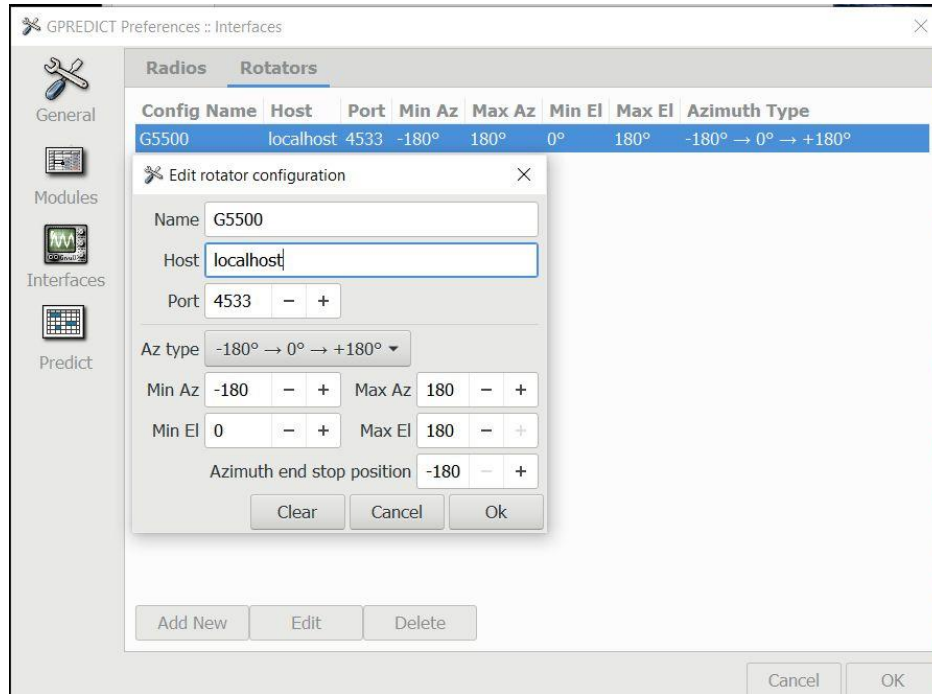 GPREDICT Preferences :: Interfaces
General
Modules
Interfaces
Predict
Radios Rotators
Config Name Host Port Min Az Max Az Min El Max El Azimuth Type
G5500 localhost 4533 -180° 180° 0° 180° -180° → 0° → +180°
Edit rotator configuration
Name G5500
Host localhost
Port 4533 − +
Az type -180° → 0° → +180°
Min Az -180 − + Max Az 180 − +
Min El 0 − + Max El 180 − +
Azimuth end stop position -180 − +
Clear Cancel Ok
Add New Edit Delete
Cancel OK